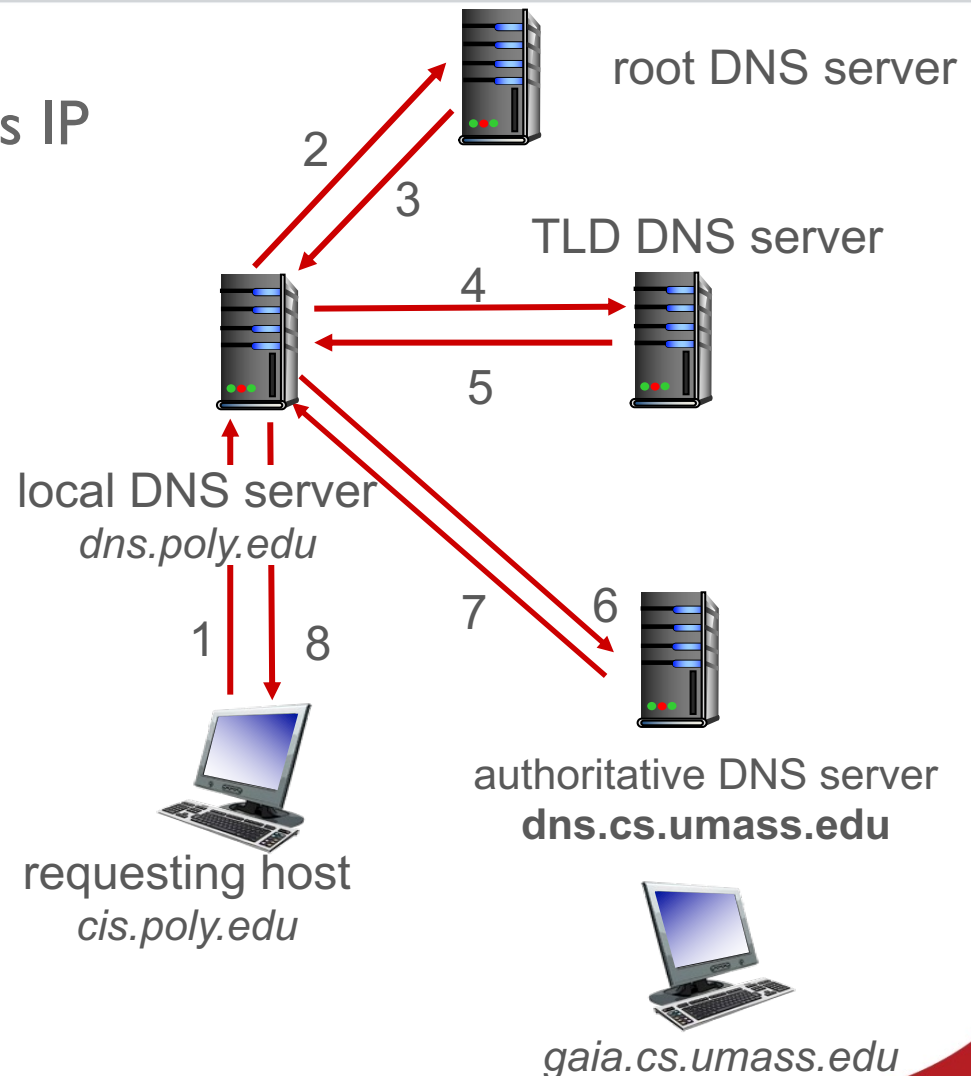 root DNS server
s IP
2
3
TLD DNS server
4
5
local DNS server
dns.poly.edu
7
6
1
8
authoritative DNS server
dns.cs.umass.edu
requesting host
cis.poly.edu
gaia.cs.umass.edu